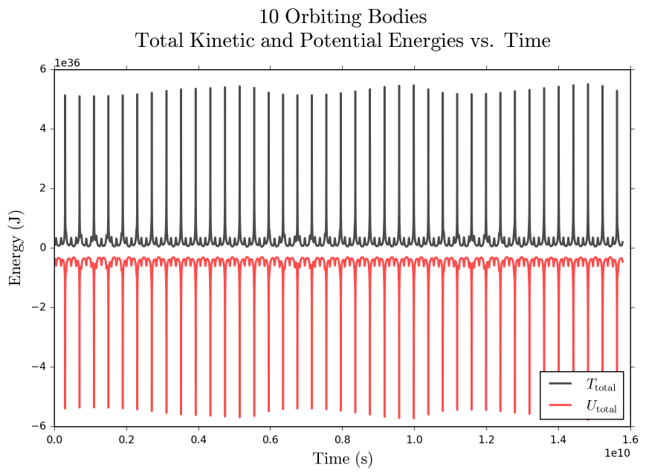 10 Orbiting Bodies
Total Kinetic and Potential Energies vs. Time
1e36
6
4
2
0
−2
−4
−6
Energy (J)
T_total
U_total
0.0 0.2 0.4 0.6 0.8 1.0 1.2 1.4 1.6
1e10
Time (s)